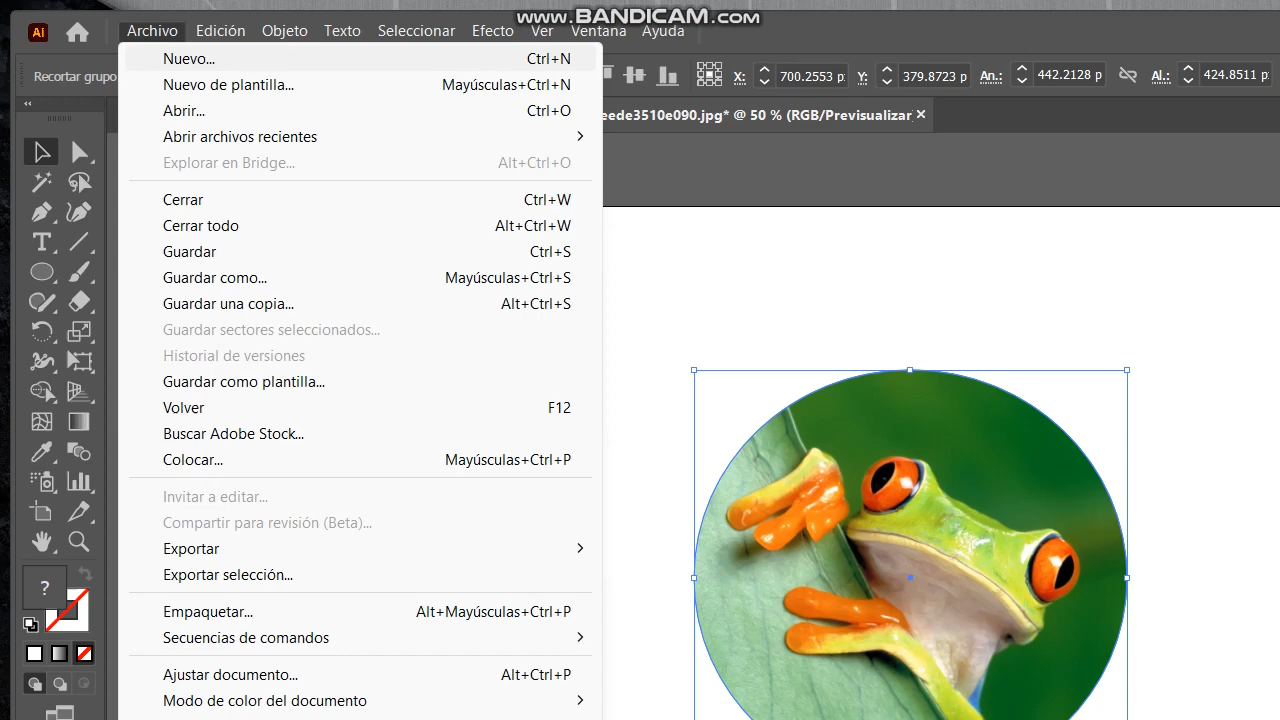 www.BANDICAM.com
Ai
Archivo Edición Objeto Texto Seleccionar Efecto Ver Ventana Ayuda
Recortar grupo
X: 700.2553 p Y: 379.8723 p An.: 442.2128 p Al.: 424.8511 p
eede3510e090.jpg* @ 50 % (RGB/Previsualizar) ×
Nuevo... Ctrl+N
Nuevo de plantilla... Mayúsculas+Ctrl+N
Abrir... Ctrl+O
Abrir archivos recientes
Explorar en Bridge... Alt+Ctrl+O
Cerrar Ctrl+W
Cerrar todo Alt+Ctrl+W
Guardar Ctrl+S
Guardar como... Mayúsculas+Ctrl+S
Guardar una copia... Alt+Ctrl+S
Guardar sectores seleccionados...
Historial de versiones
Guardar como plantilla...
Volver F12
Buscar Adobe Stock...
Colocar... Mayúsculas+Ctrl+P
Invitar a editar...
Compartir para revisión (Beta)...
Exportar
Exportar selección...
Empaquetar... Alt+Mayúsculas+Ctrl+P
Secuencias de comandos
Ajustar documento... Alt+Ctrl+P
Modo de color del documento
?